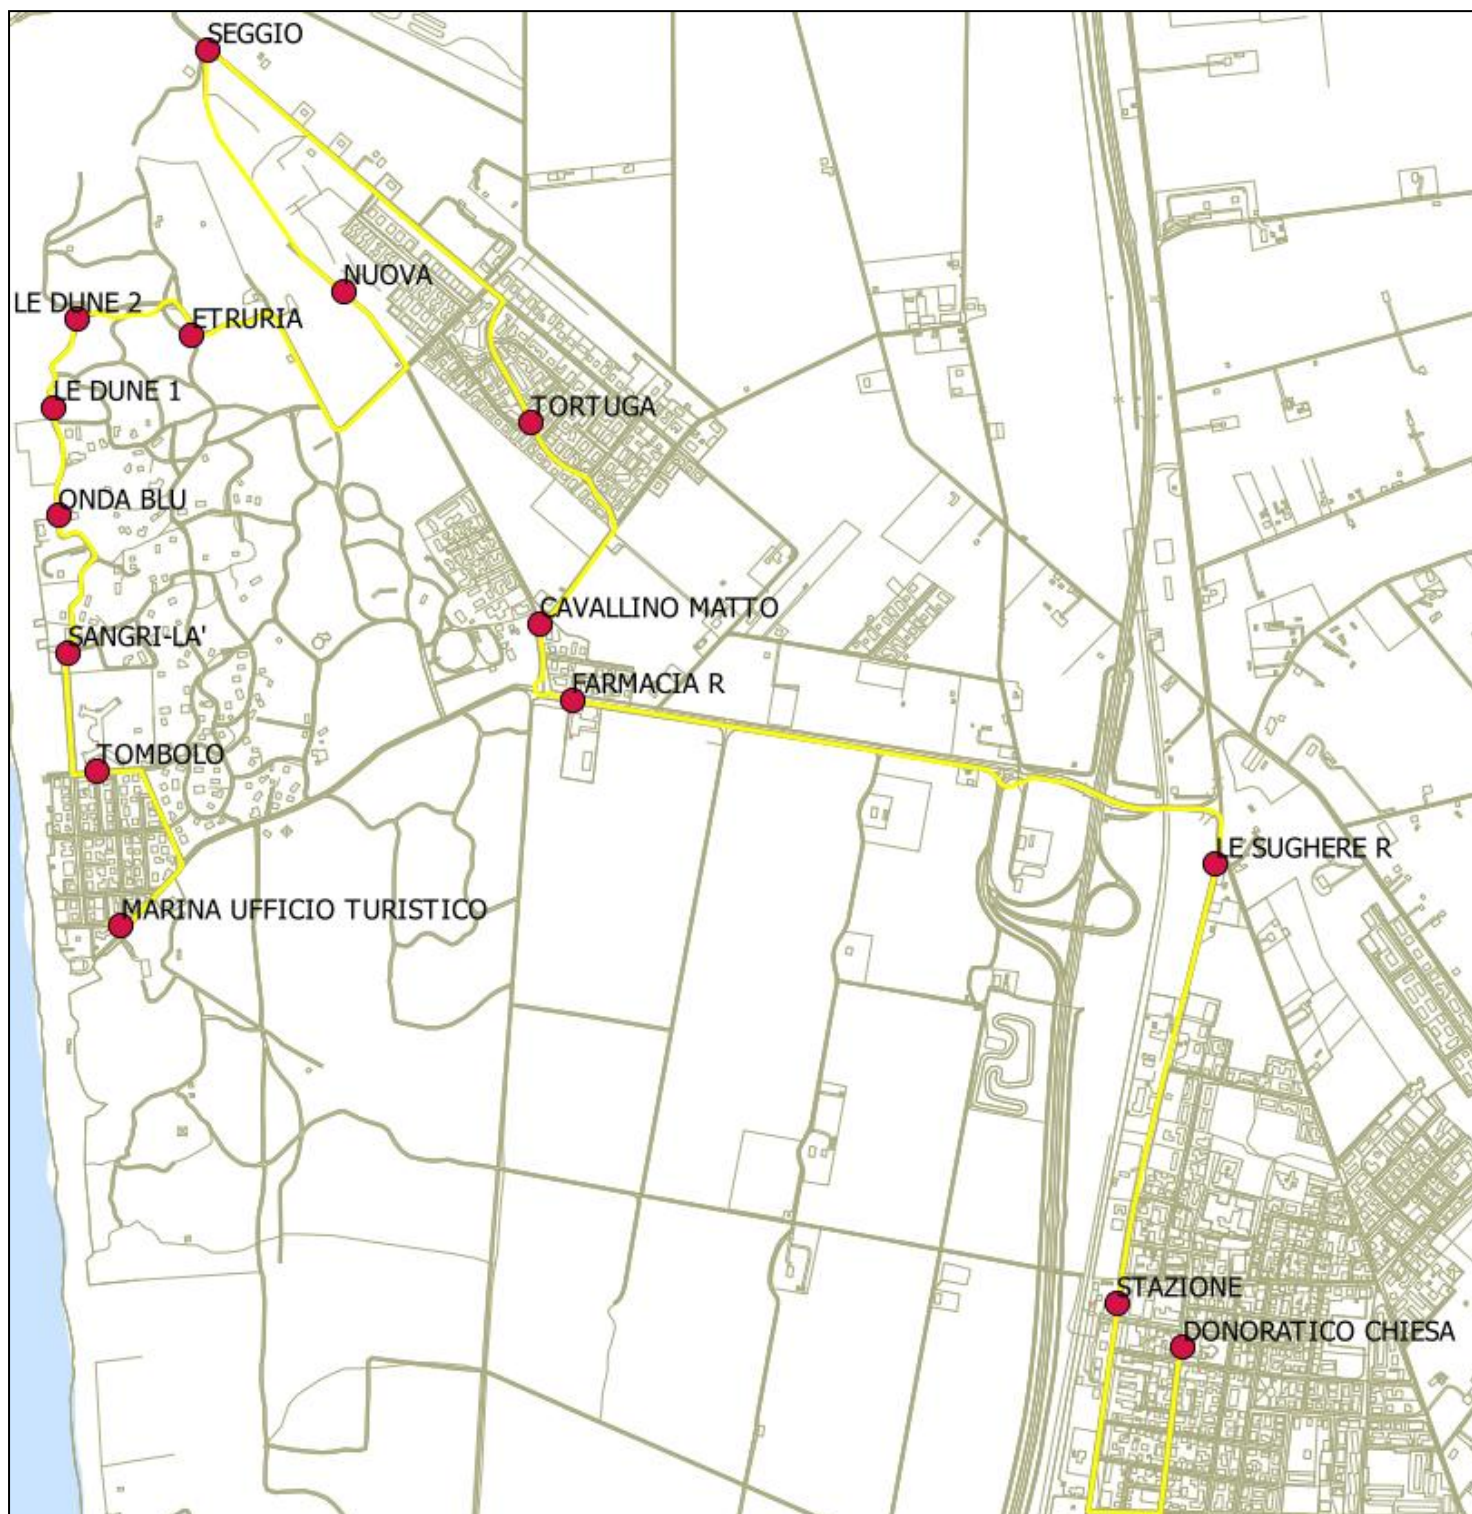 SEGGIO
NUOVA
LE DUNE 2
ETRURIA
LE DUNE 1
TORTUGA
ONDA BLU
CAVALLINO MATTO
SANGRI-LA'
FARMACIA R
TOMBOLO
LE SUGHERE R
MARINA UFFICIO TURISTICO
STAZIONE
DONORATICO CHIESA